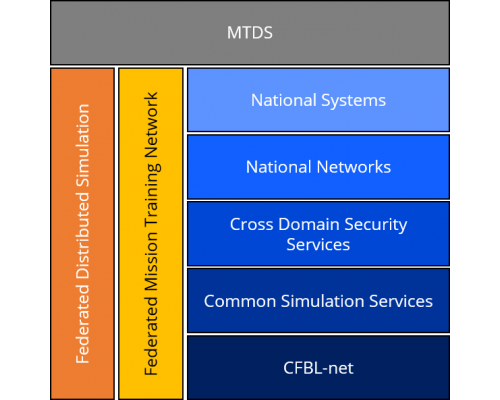 MTDS
Federated Distributed Simulation
Federated Mission Training Network
National Systems
National Networks
Cross Domain Security
Services
Common Simulation Services
CFBL-net